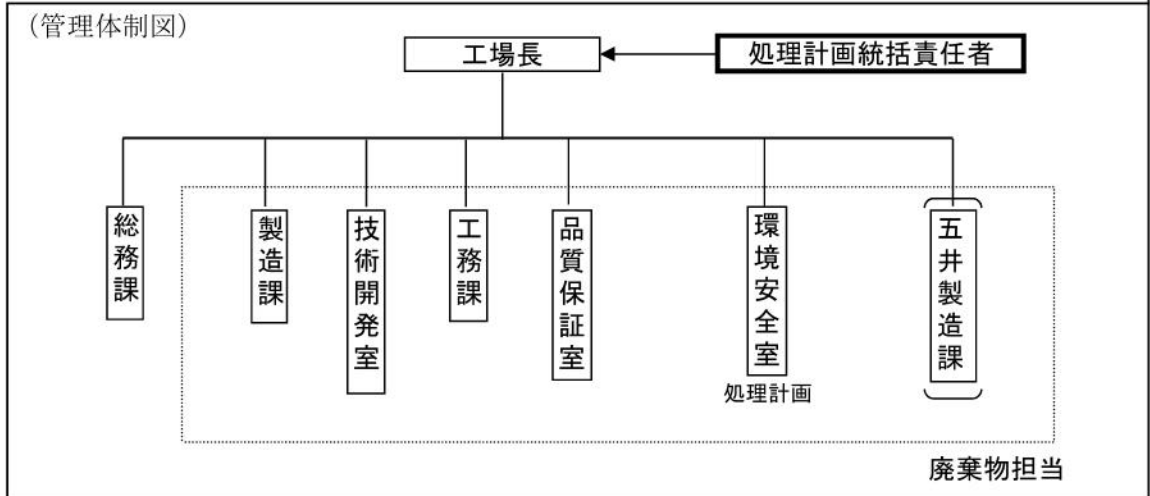 (管理体制図)
工場長
処理計画統括責任者
総務課
製造課
技術開発室
工務課
品質保証室
環境安全室
五井製造課
処理計画
廃棄物担当